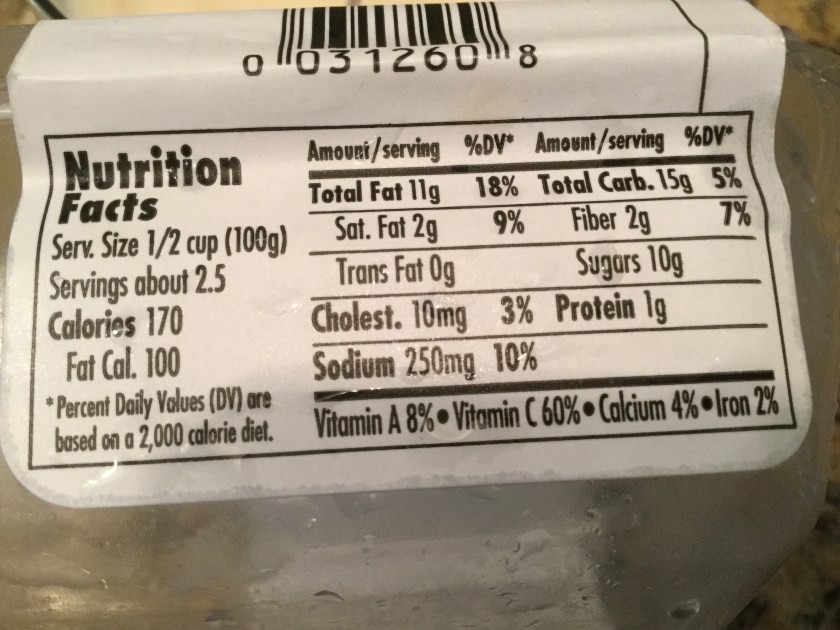 0 031260 8
Nutrition
Facts
Serv. Size 1/2 cup (100g)
Servings about 2.5
Calories 170
Fat Cal. 100
*Percent Daily Values (DV) are
based on a 2,000 calorie diet.
Amount/serving %DV* Amount/serving %DV*
Total Fat 11g 18% Total Carb. 15g 5%
Sat. Fat 2g 9% Fiber 2g 7%
Trans Fat 0g Sugars 10g
Cholest. 10mg 3% Protein 1g
Sodium 250mg 10%
Vitamin A 8% • Vitamin C 60% • Calcium 4% • Iron 2%